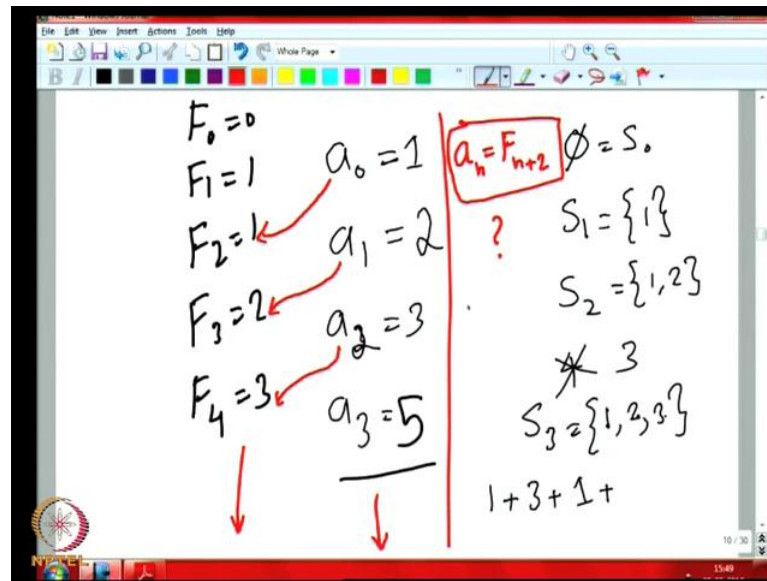 File Edit View Insert Actions Tools Help
Whole Page
B I
F₀ = 0
F₁ = 1
F₂ = 1
F₃ = 2
F₄ = 3
a₀ = 1
a₁ = 2
a₂ = 3
a₃ = 5
aₙ = Fₙ₊₂
?
∅ = S₀
S₁ = {1}
S₂ = {1,2}
3
S₃ = {1,2,3}
1 + 3 + 1 +
10 / 30
NPTEL
15:49